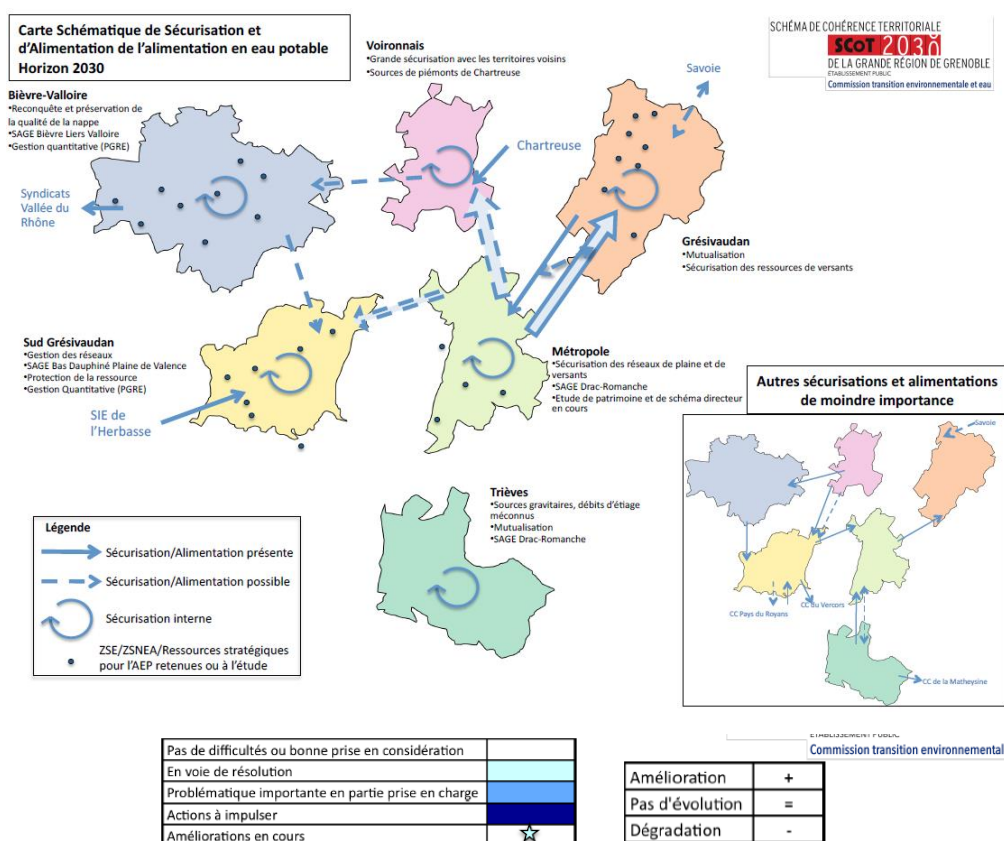 Carte Schématique de Sécurisation et
d'Alimentation de l'alimentation en eau potable
Horizon 2030
SCHÉMA DE COHÉRENCE TERRITORIALE
SCOT 2030
DE LA GRANDE RÉGION DE GRENOBLE
ÉTABLISSEMENT PUBLIC
Commission transition environnementale et eau
Voironnais
•Grande sécurisation avec les territoires voisins
•Sources de piémonts de Chartreuse
Savoie
Bièvre-Valloire
•Reconquête et préservation de
la qualité de la nappe
•SAGE Bièvre Liers Valloire
•Gestion quantitative (PGRE)
Chartreuse
Syndicats
Vallée du
Rhône
Grésivaudan
•Mutualisation
•Sécurisation des ressources de versants
Sud Grésivaudan
•Gestion des réseaux
•SAGE Bas Dauphiné Plaine de Valence
•Protection de la ressource
•Gestion Quantitative (PGRE)
SIE de
l'Herbasse
Métropole
•Sécurisation des réseaux de plaine et de
versants
•SAGE Drac-Romanche
•Etude de patrimoine et de schéma directeur
en cours
Autres sécurisations et alimentations
de moindre importance
Savoie
CC Pays du Royans
CC du Vercors
CC de la Matheysine
Trièves
•Sources gravitaires, débits d'étiage
méconnus
•Mutualisation
•SAGE Drac-Romanche
Légende
Sécurisation/Alimentation présente
Sécurisation/Alimentation possible
Sécurisation interne
ZSE/ZSNEA/Ressources stratégiques
pour l'AEP retenues ou à l'étude
ÉTABLISSEMENT PUBLIC
Commission transition environnemental
Pas de difficultés ou bonne prise en considération
En voie de résolution
Problématique importante en partie prise en charge
Actions à impulser
Améliorations en cours
Amélioration +
Pas d'évolution =
Dégradation -